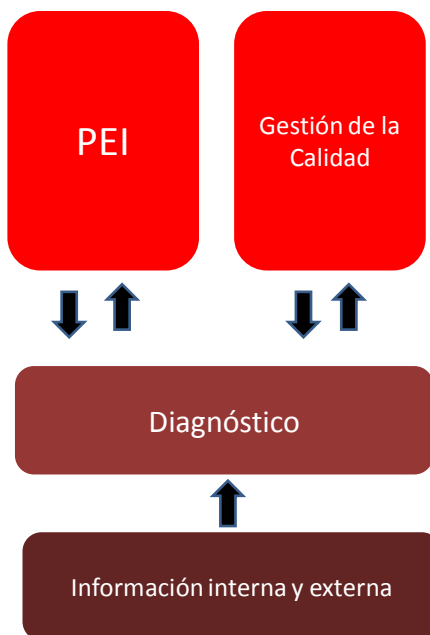 PEI
Gestión de la
Calidad
Diagnóstico
Información interna y externa